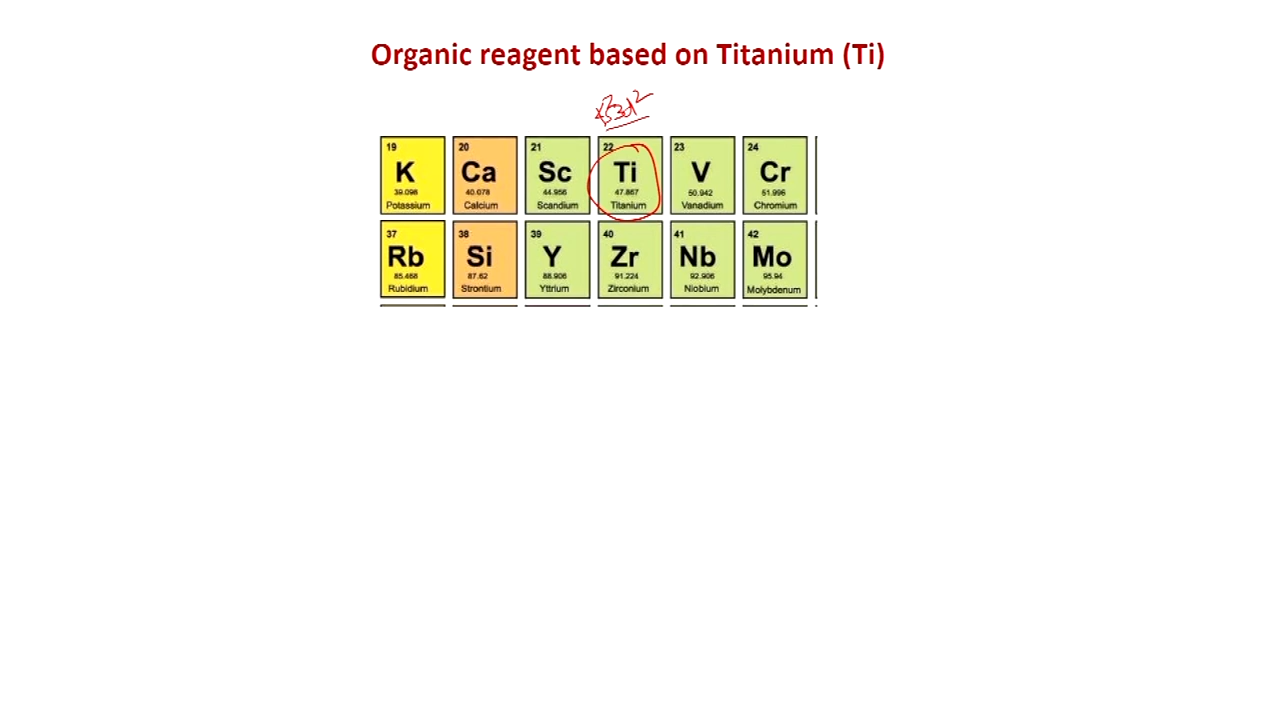 Organic reagent based on Titanium (Ti)
3d²
19 20 21 22 23 24
K Ca Sc Ti V Cr
39.098 40.078 44.956 47.867 50.942 51.996
Potassium Calcium Scandium Titanium Vanadium Chromium
37 38 39 40 41 42
Rb Si Y Zr Nb Mo
85.468 87.62 88.906 91.224 92.906 95.94
Rubidium Strontium Yttrium Zirconium Niobium Molybdenum